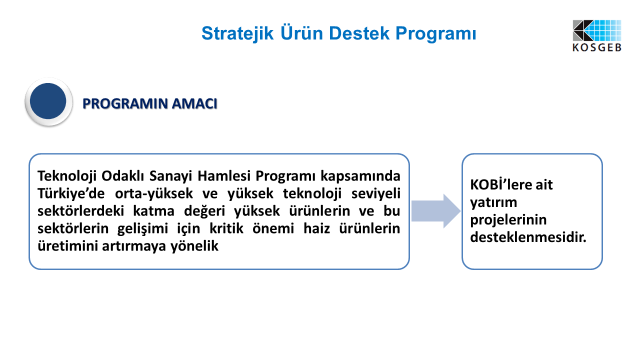 Stratejik Ürün Destek Programı
KOSGEB
PROGRAMIN AMACI
Teknoloji Odaklı Sanayi Hamlesi Programı kapsamında
Türkiye’de orta-yüksek ve yüksek teknoloji seviyeli
sektörlerdeki katma değeri yüksek ürünlerin ve bu
sektörlerin gelişimi için kritik önemi haiz ürünlerin
üretimini artırmaya yönelik
KOBİ’lere ait
yatırım
projelerinin
desteklenmesidir.